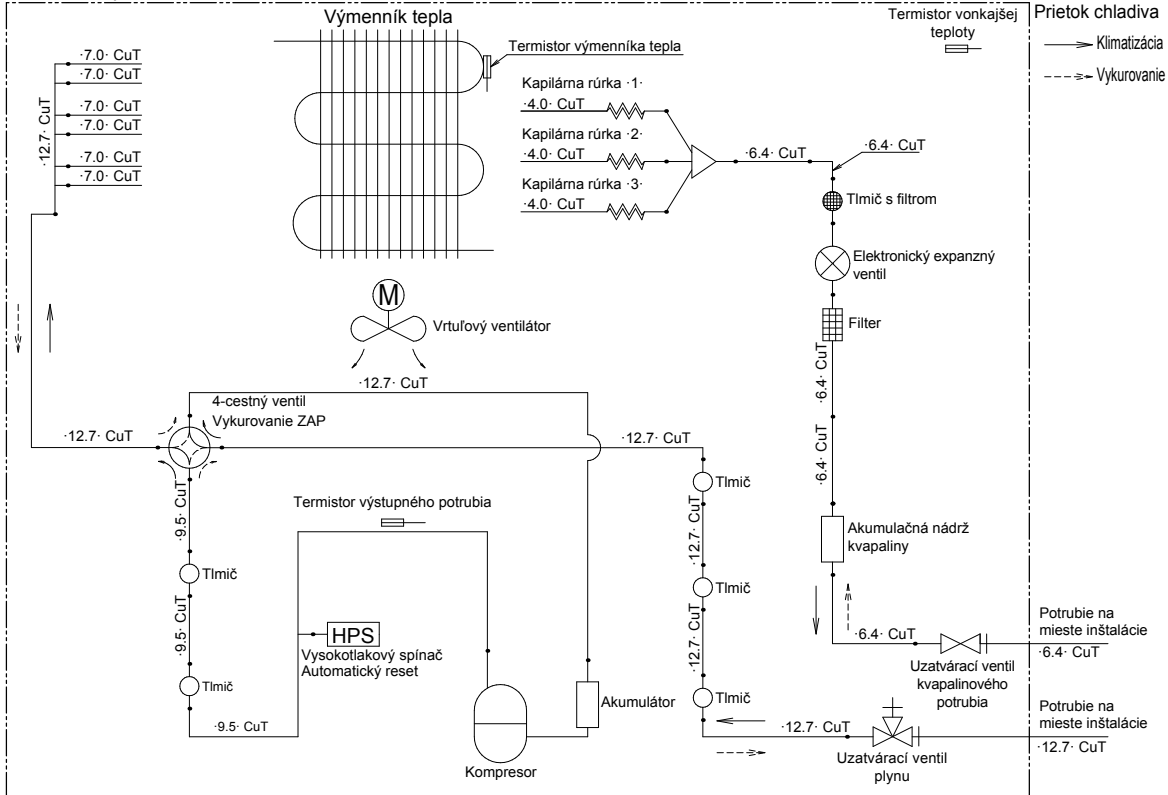 Výmenník tepla
Termistor vonkajšej
teploty
Prietok chladiva
Klimatizácia
Vykurovanie
·7.0· CuT
·7.0· CuT
·7.0· CuT
·7.0· CuT
·7.0· CuT
·7.0· CuT
·12.7· CuT
Termistor výmenníka tepla
Kapilárna rúrka ·1·
·4.0· CuT
Kapilárna rúrka ·2·
·4.0· CuT
Kapilárna rúrka ·3·
·4.0· CuT
·6.4· CuT
·6.4· CuT
Tlmič s filtrom
Elektronický expanzný
ventil
Filter
·6.4· CuT
·6.4· CuT
M
Vrtuľový ventilátor
·12.7· CuT
4-cestný ventil
Vykurovanie ZAP
·12.7· CuT
·12.7· CuT
·9.5· CuT
Tlmič
·9.5· CuT
Tlmič
·9.5· CuT
Termistor výstupného potrubia
HPS
Vysokotlakový spínač
Automatický reset
Kompresor
Akumulátor
Tlmič
·12.7· CuT
Tlmič
·12.7· CuT
Tlmič
·12.7· CuT
Akumulačná nádrž
kvapaliny
·6.4· CuT
Uzatvárací ventil
kvapalinového
potrubia
Potrubie na
mieste inštalácie
·6.4· CuT
Uzatvárací ventil
plynu
Potrubie na
mieste inštalácie
·12.7· CuT